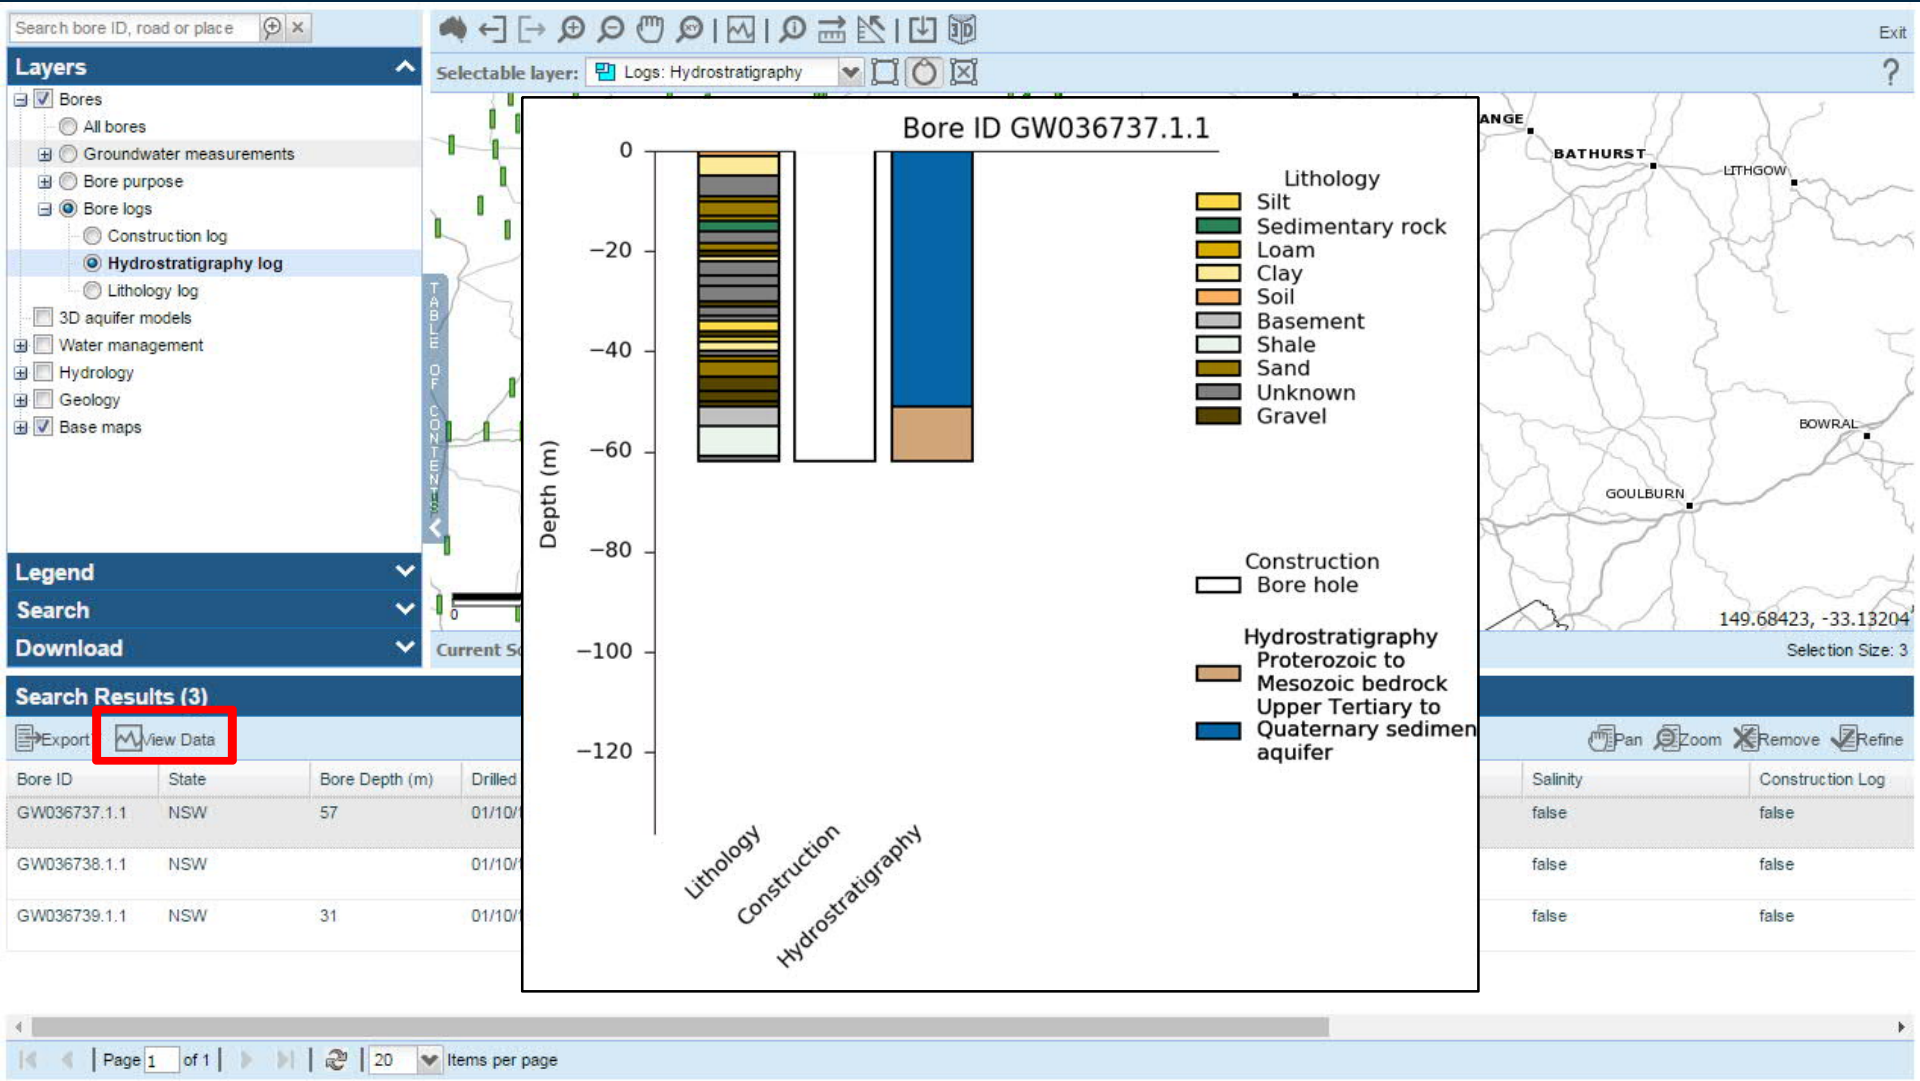 Search bore ID, road or place
Exit
Layers
Selectable layer: Logs: Hydrostratigraphy
?
Bores
All bores
Groundwater measurements
Bore purpose
Bore logs
Construction log
Hydrostratigraphy log
Lithology log
3D aquifer models
Water management
Hydrology
Geology
Base maps
TABLE OF CONTENTS
Legend
Search
Download
Bore ID GW036737.1.1
0
−20
−40
−60
−80
−100
−120
Depth (m)
Lithology
Construction
Hydrostratigraphy
Lithology
Silt
Sedimentary rock
Loam
Clay
Soil
Basement
Shale
Sand
Unknown
Gravel
Construction
Bore hole
Hydrostratigraphy
Proterozoic to
Mesozoic bedrock
Upper Tertiary to
Quaternary sedimen
aquifer
ANGE
BATHURST
LITHGOW
BOWRAL
GOULBURN
0
149.68423, -33.13204
Current Sc
Selection Size: 3
Search Results (3)
Export View Data
Pan Zoom Remove Refine
Bore ID State Bore Depth (m) Drilled Salinity Construction Log
GW036737.1.1 NSW 57 01/10/ false false
GW036738.1.1 NSW 01/10/ false false
GW036739.1.1 NSW 31 01/10/ false false
Page 1 of 1 20 Items per page